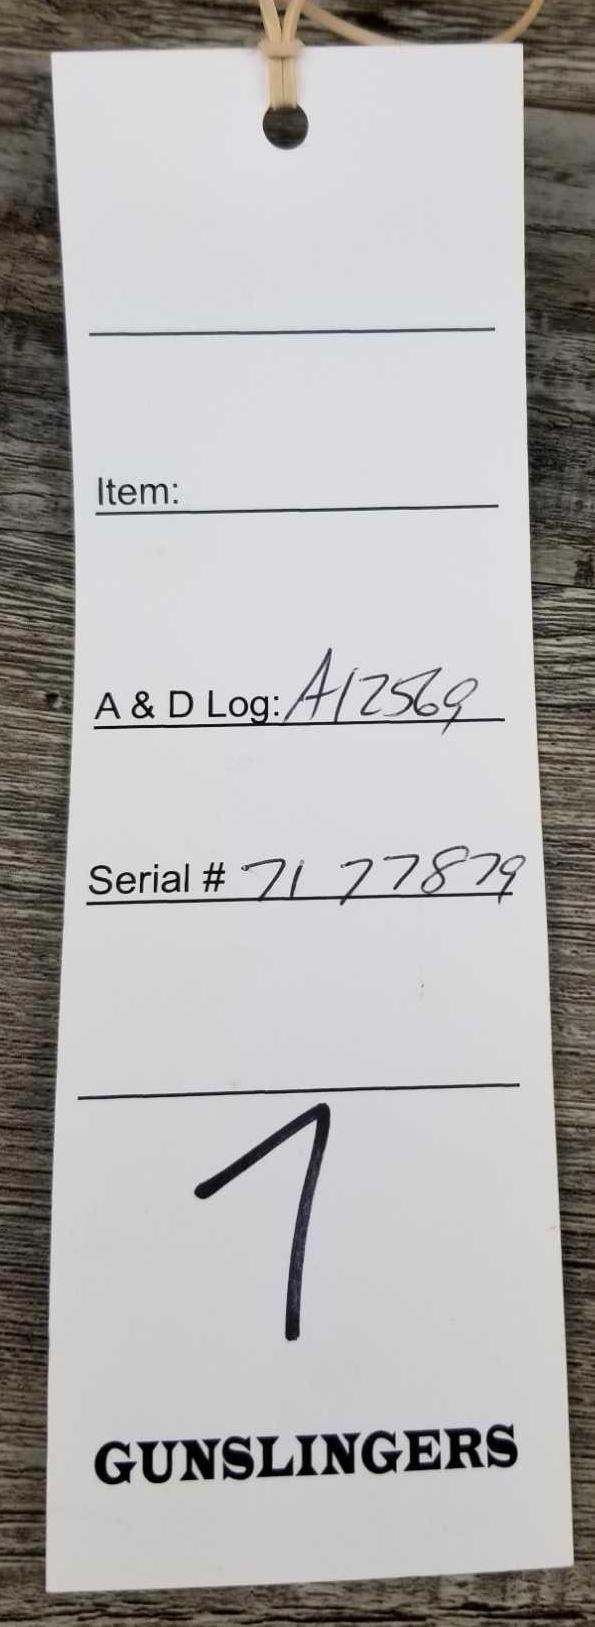 Item:
A & D Log: A12569
Serial # 71 77879
7
GUNSLINGERS